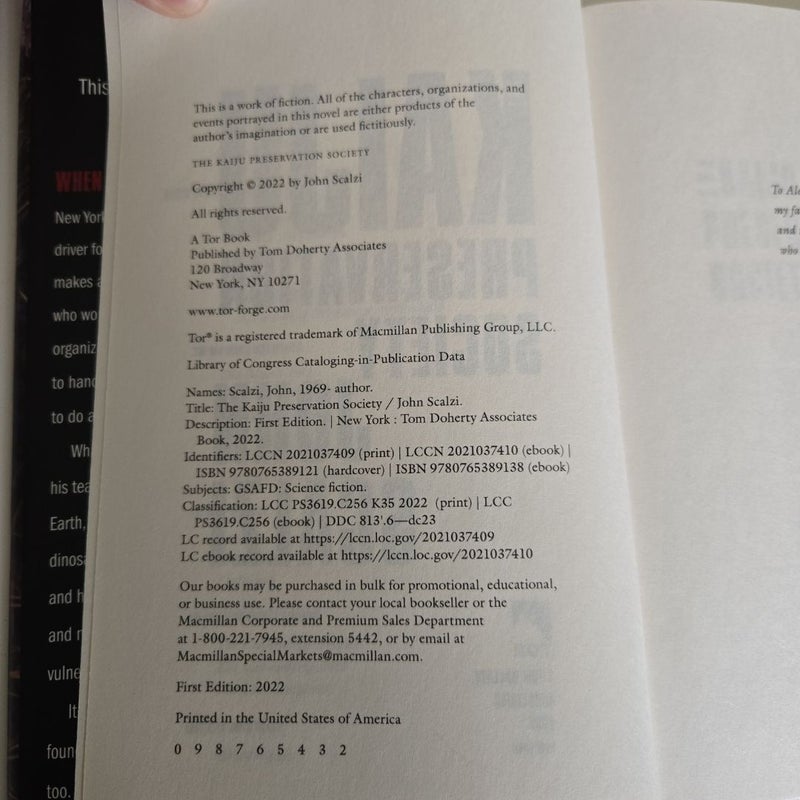 This
WHEN
New Yor
driver fo
makes a
who wo
organiz
to hand
to do a
Wh
his tea
Earth,
dinos
and h
and r
vulne
It
foun
too.
This is a work of fiction. All of the characters, organizations, and
events portrayed in this novel are either products of the
author's imagination or are used fictitiously.
THE KAIJU PRESERVATION SOCIETY
Copyright © 2022 by John Scalzi
All rights reserved.
A Tor Book
Published by Tom Doherty Associates
120 Broadway
New York, NY 10271
www.tor-forge.com
Tor® is a registered trademark of Macmillan Publishing Group, LLC.
Library of Congress Cataloging-in-Publication Data
Names: Scalzi, John, 1969- author.
Title: The Kaiju Preservation Society / John Scalzi.
Description: First Edition. | New York : Tom Doherty Associates
Book, 2022.
Identifiers: LCCN 2021037409 (print) | LCCN 2021037410 (ebook) |
ISBN 9780765389121 (hardcover) | ISBN 9780765389138 (ebook)
Subjects: GSAFD: Science fiction.
Classification: LCC PS3619.C256 K35 2022 (print) | LCC
PS3619.C256 (ebook) | DDC 813'.6—dc23
LC record available at https://lccn.loc.gov/2021037409
LC ebook record available at https://lccn.loc.gov/2021037410
Our books may be purchased in bulk for promotional, educational,
or business use. Please contact your local bookseller or the
Macmillan Corporate and Premium Sales Department
at 1-800-221-7945, extension 5442, or by email at
MacmillanSpecialMarkets@macmillan.com.
First Edition: 2022
Printed in the United States of America
0 9 8 7 6 5 4 3 2
To Ale
my fa
and
who